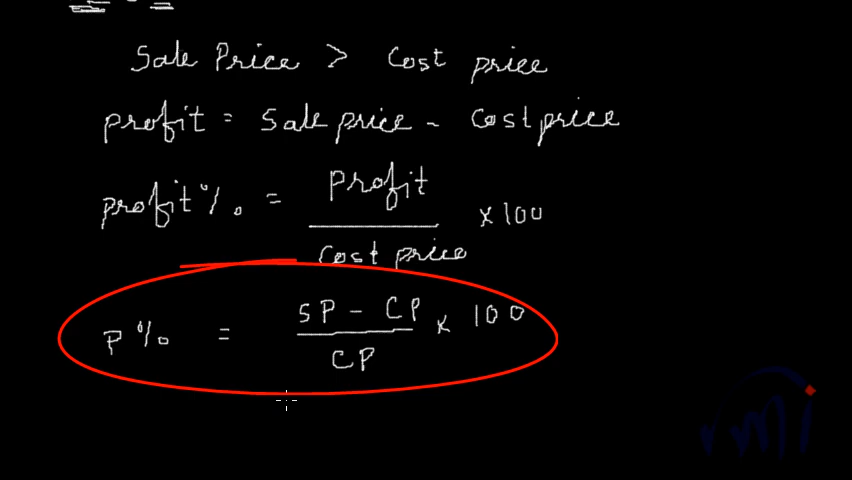 Sale Price > Cost price
profit = Sale price - Cost price
profit % = Profit / Cost price × 100
P % = SP - CP / CP × 100